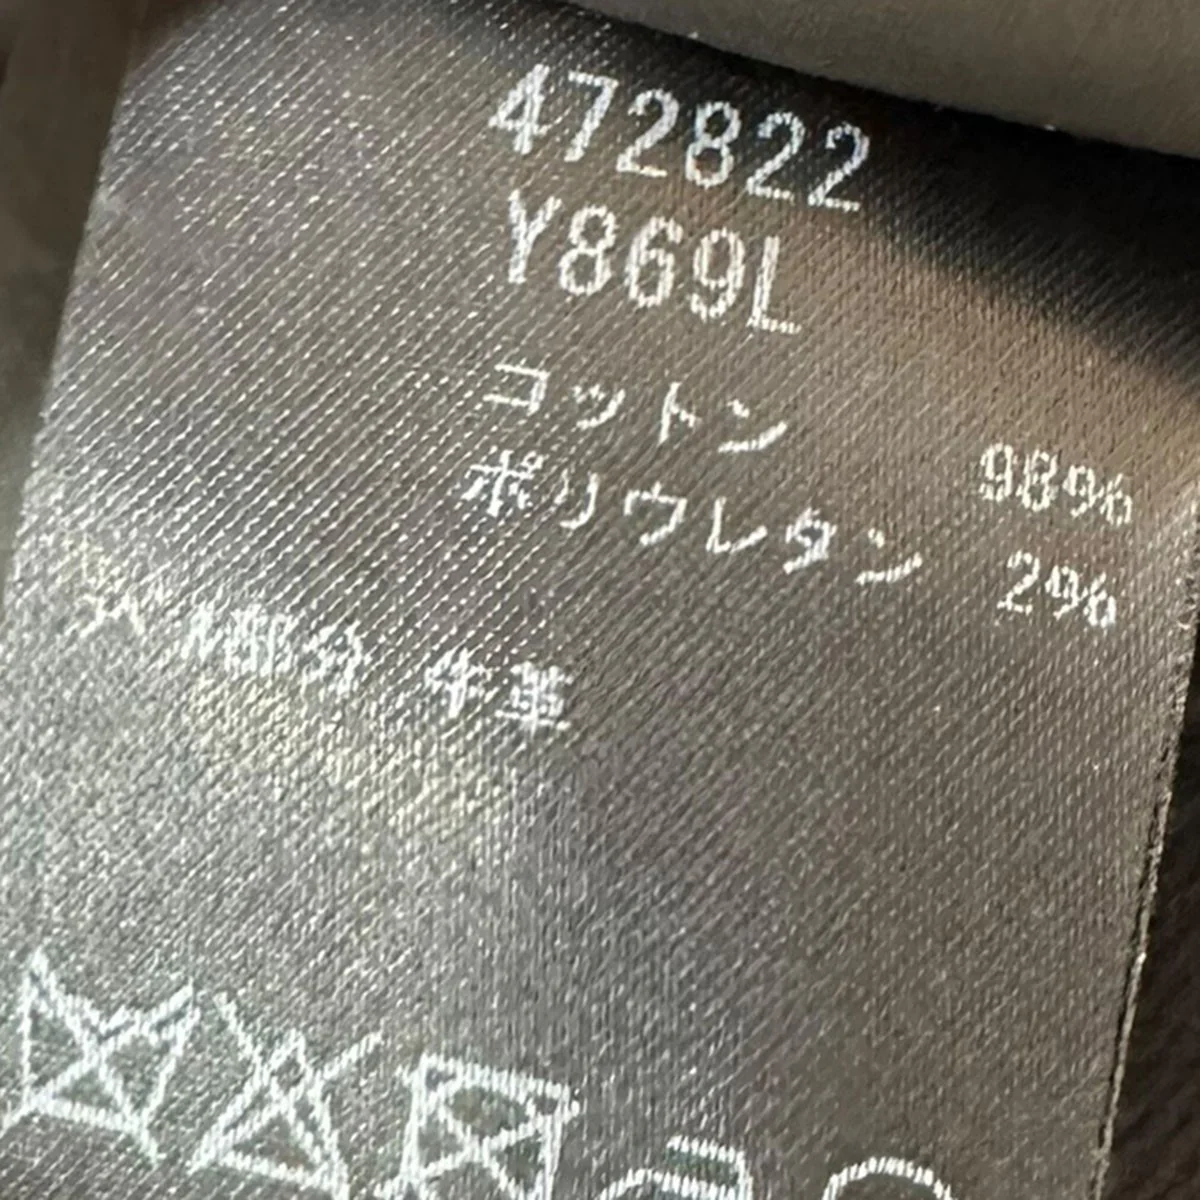 472822
Y869L
コットン 98%
ポリウレタン 2%
部分 牛革